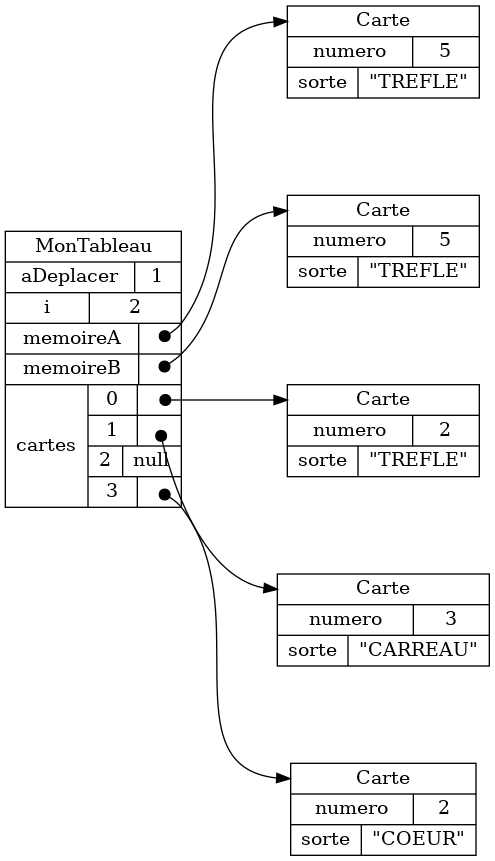 Carte
numero 5
sorte "TREFLE"
Carte
numero 5
sorte "TREFLE"
MonTableau
aDeplacer 1
i 2
memoireA
memoireB
cartes
0
1
2 null
3
Carte
numero 2
sorte "TREFLE"
Carte
numero 3
sorte "CARREAU"
Carte
numero 2
sorte "COEUR"